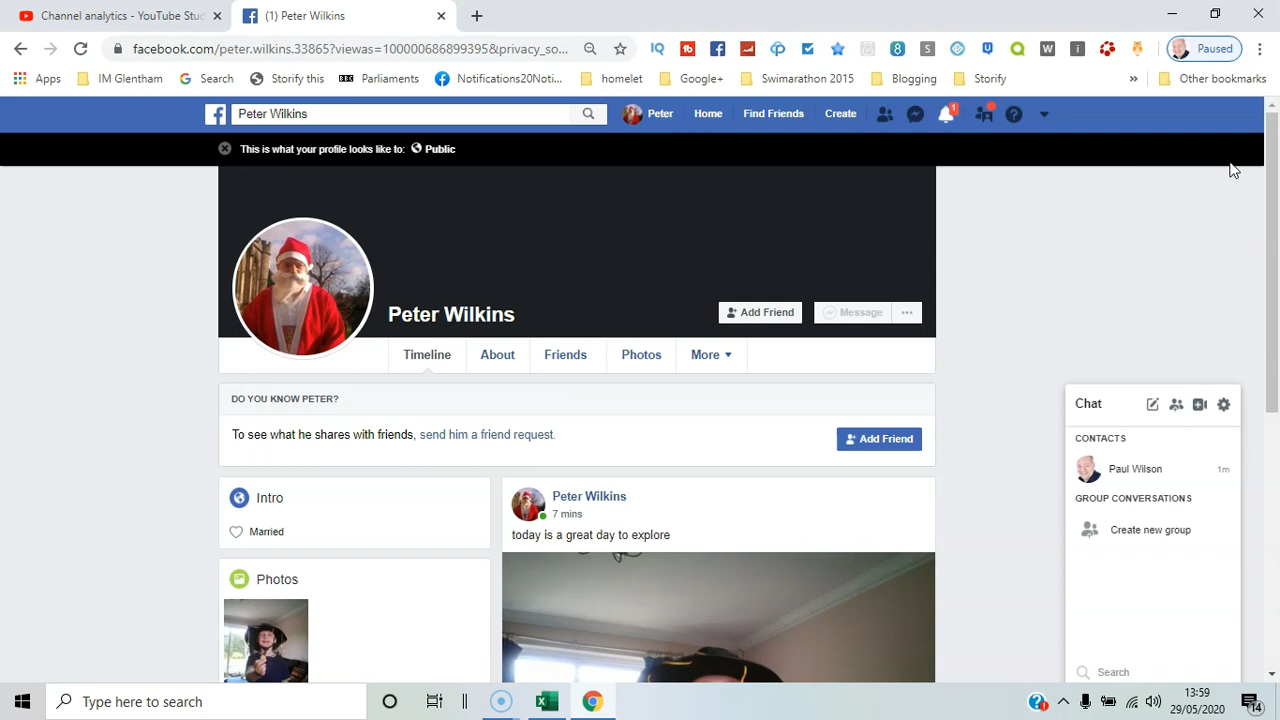 Channel analytics - YouTube Stu
(1) Peter Wilkins
facebook.com/peter.wilkins.33865?viewas=100000686899395&privacy_so...
Paused
Apps
IM Glentham
Search
Storify this
Parliaments
Notifications20Noti...
homelet
Google+
Swimarathon 2015
Blogging
Storify
Other bookmarks
Peter Wilkins
Peter
Home
Find Friends
Create
1
This is what your profile looks like to: Public
Peter Wilkins
Add Friend
Message
Timeline
About
Friends
Photos
More
DO YOU KNOW PETER?
To see what he shares with friends, send him a friend request.
Add Friend
Intro
Married
Photos
Peter Wilkins
7 mins
today is a great day to explore
Chat
CONTACTS
Paul Wilson 1m
GROUP CONVERSATIONS
Create new group
Search
Type here to search
13:59
29/05/2020
14